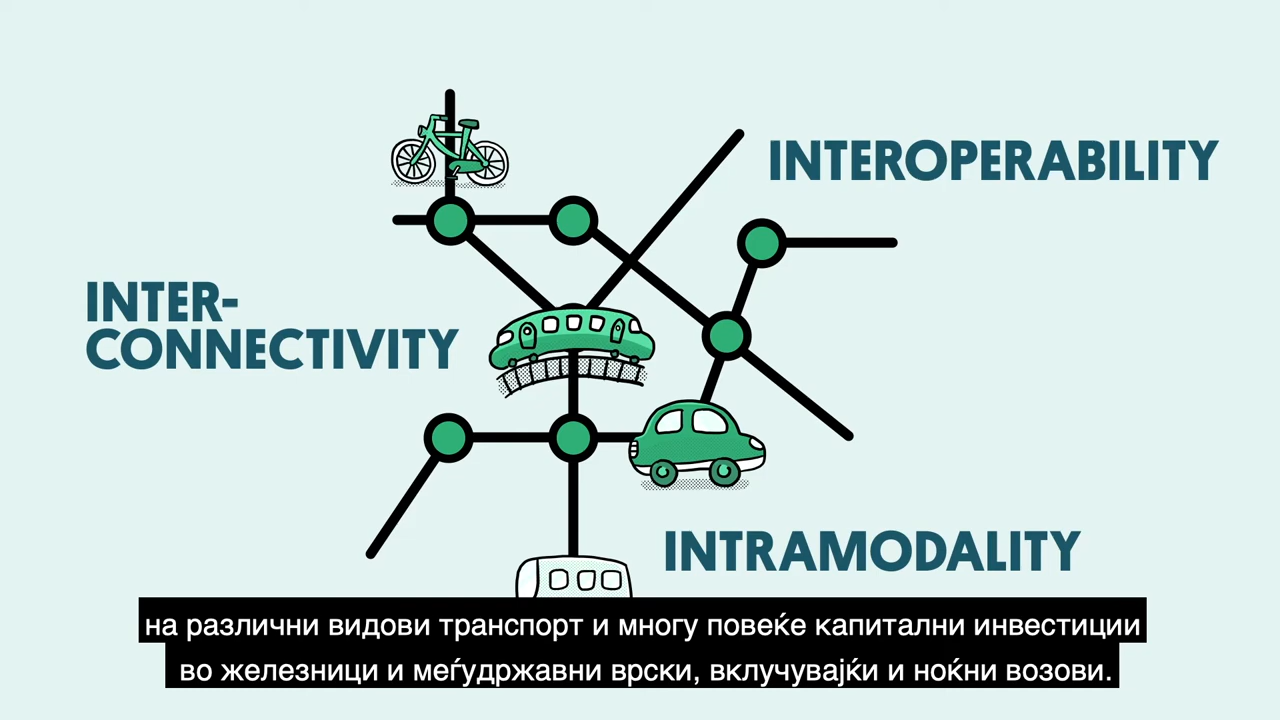 INTEROPERABILITY
INTER-
CONNECTIVITY
INTRAMODALITY
на различни видови транспорт и многу повеќе капитални инвестиции
во железници и меѓудржавни врски, вклучувајќи и ноќни возови.